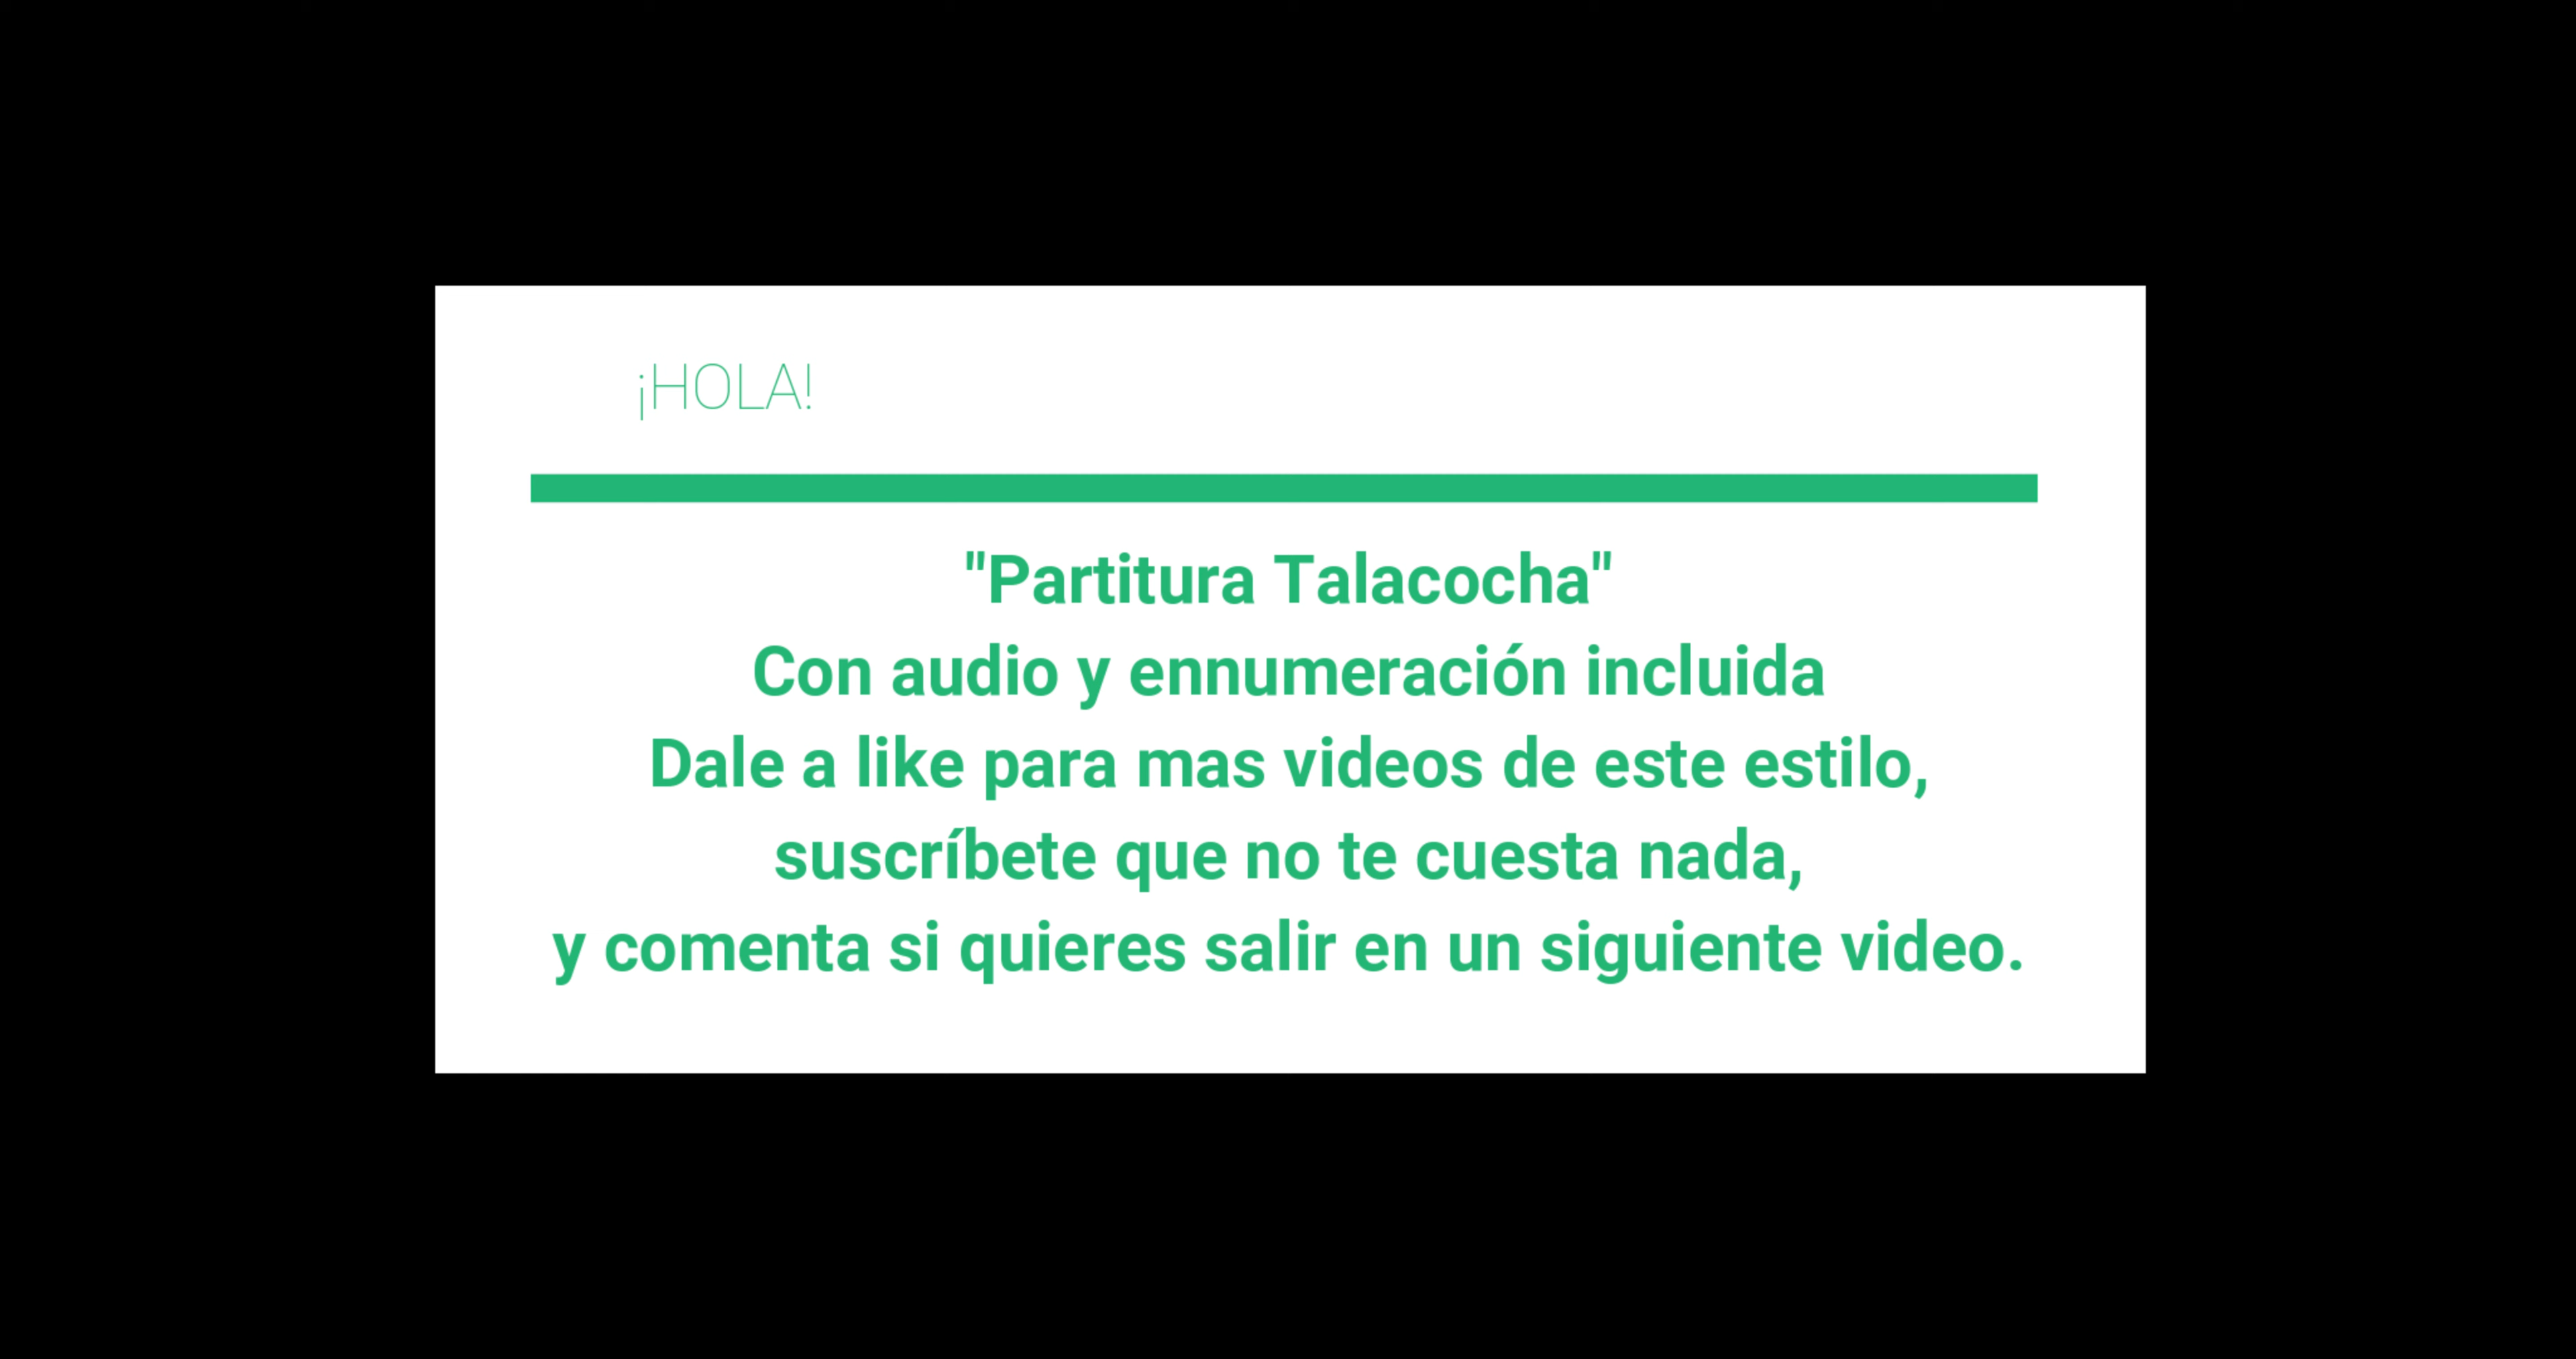 ¡HOLA!
"Partitura Talacocha"
Con audio y ennumeración incluida
Dale a like para mas videos de este estilo,
suscríbete que no te cuesta nada,
y comenta si quieres salir en un siguiente video.